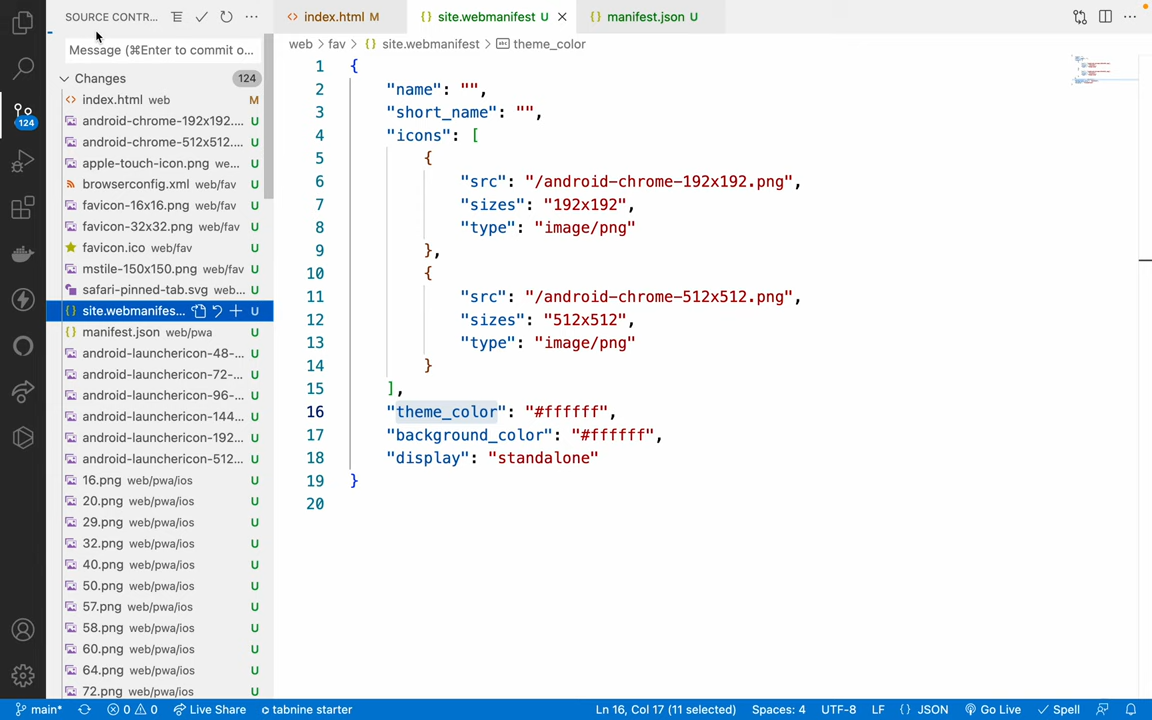 SOURCE CONTR...
index.html M
site.webmanifest U
manifest.json U
Message (⌘Enter to commit o...
web > fav > {} site.webmanifest > theme_color
Changes 124
124
index.html web M
android-chrome-192x192.... U
android-chrome-512x512.... U
apple-touch-icon.png we... U
browserconfig.xml web/fav U
favicon-16x16.png web/fav U
favicon-32x32.png web/fav U
favicon.ico web/fav U
mstile-150x150.png web/fav U
safari-pinned-tab.svg web... U
{} site.webmanifes... U
{} manifest.json web/pwa U
android-launchericon-48-... U
android-launchericon-72-... U
android-launchericon-96-... U
android-launchericon-144... U
android-launchericon-192... U
android-launchericon-512... U
16.png web/pwa/ios U
20.png web/pwa/ios U
29.png web/pwa/ios U
32.png web/pwa/ios U
40.png web/pwa/ios U
50.png web/pwa/ios U
57.png web/pwa/ios U
58.png web/pwa/ios U
60.png web/pwa/ios U
64.png web/pwa/ios U
72.png web/pwa/ios U
1 {
2 "name": "",
3 "short_name": "",
4 "icons": [
5 {
6 "src": "/android-chrome-192x192.png",
7 "sizes": "192x192",
8 "type": "image/png"
9 },
10 {
11 "src": "/android-chrome-512x512.png",
12 "sizes": "512x512",
13 "type": "image/png"
14 }
15 ],
16 "theme_color": "#ffffff",
17 "background_color": "#ffffff",
18 "display": "standalone"
19 }
20
main* 0 0 Live Share tabnine starter Ln 16, Col 17 (11 selected) Spaces: 4 UTF-8 LF {} JSON Go Live Spell